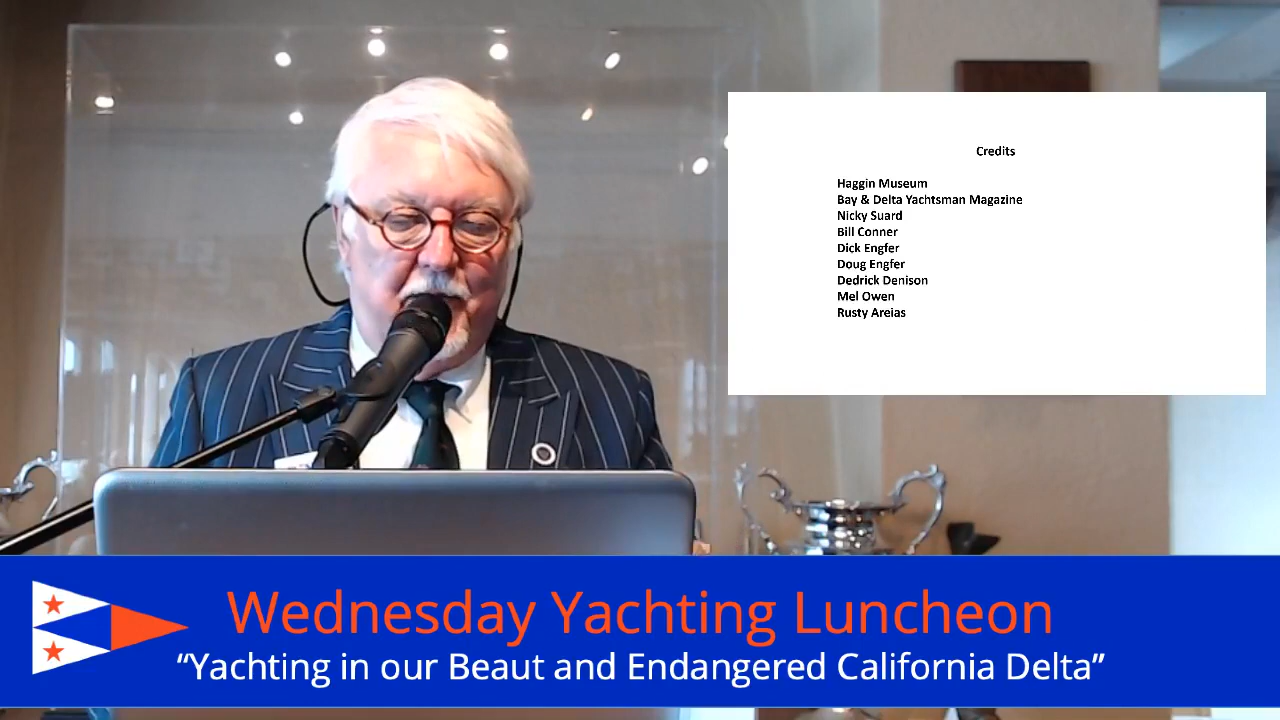 Credits
Haggin Museum
Bay & Delta Yachtsman Magazine
Nicky Suard
Bill Conner
Dick Engfer
Doug Engfer
Dedrick Denison
Mel Owen
Rusty Areias
Wednesday Yachting Luncheon
“Yachting in our Beaut and Endangered California Delta”